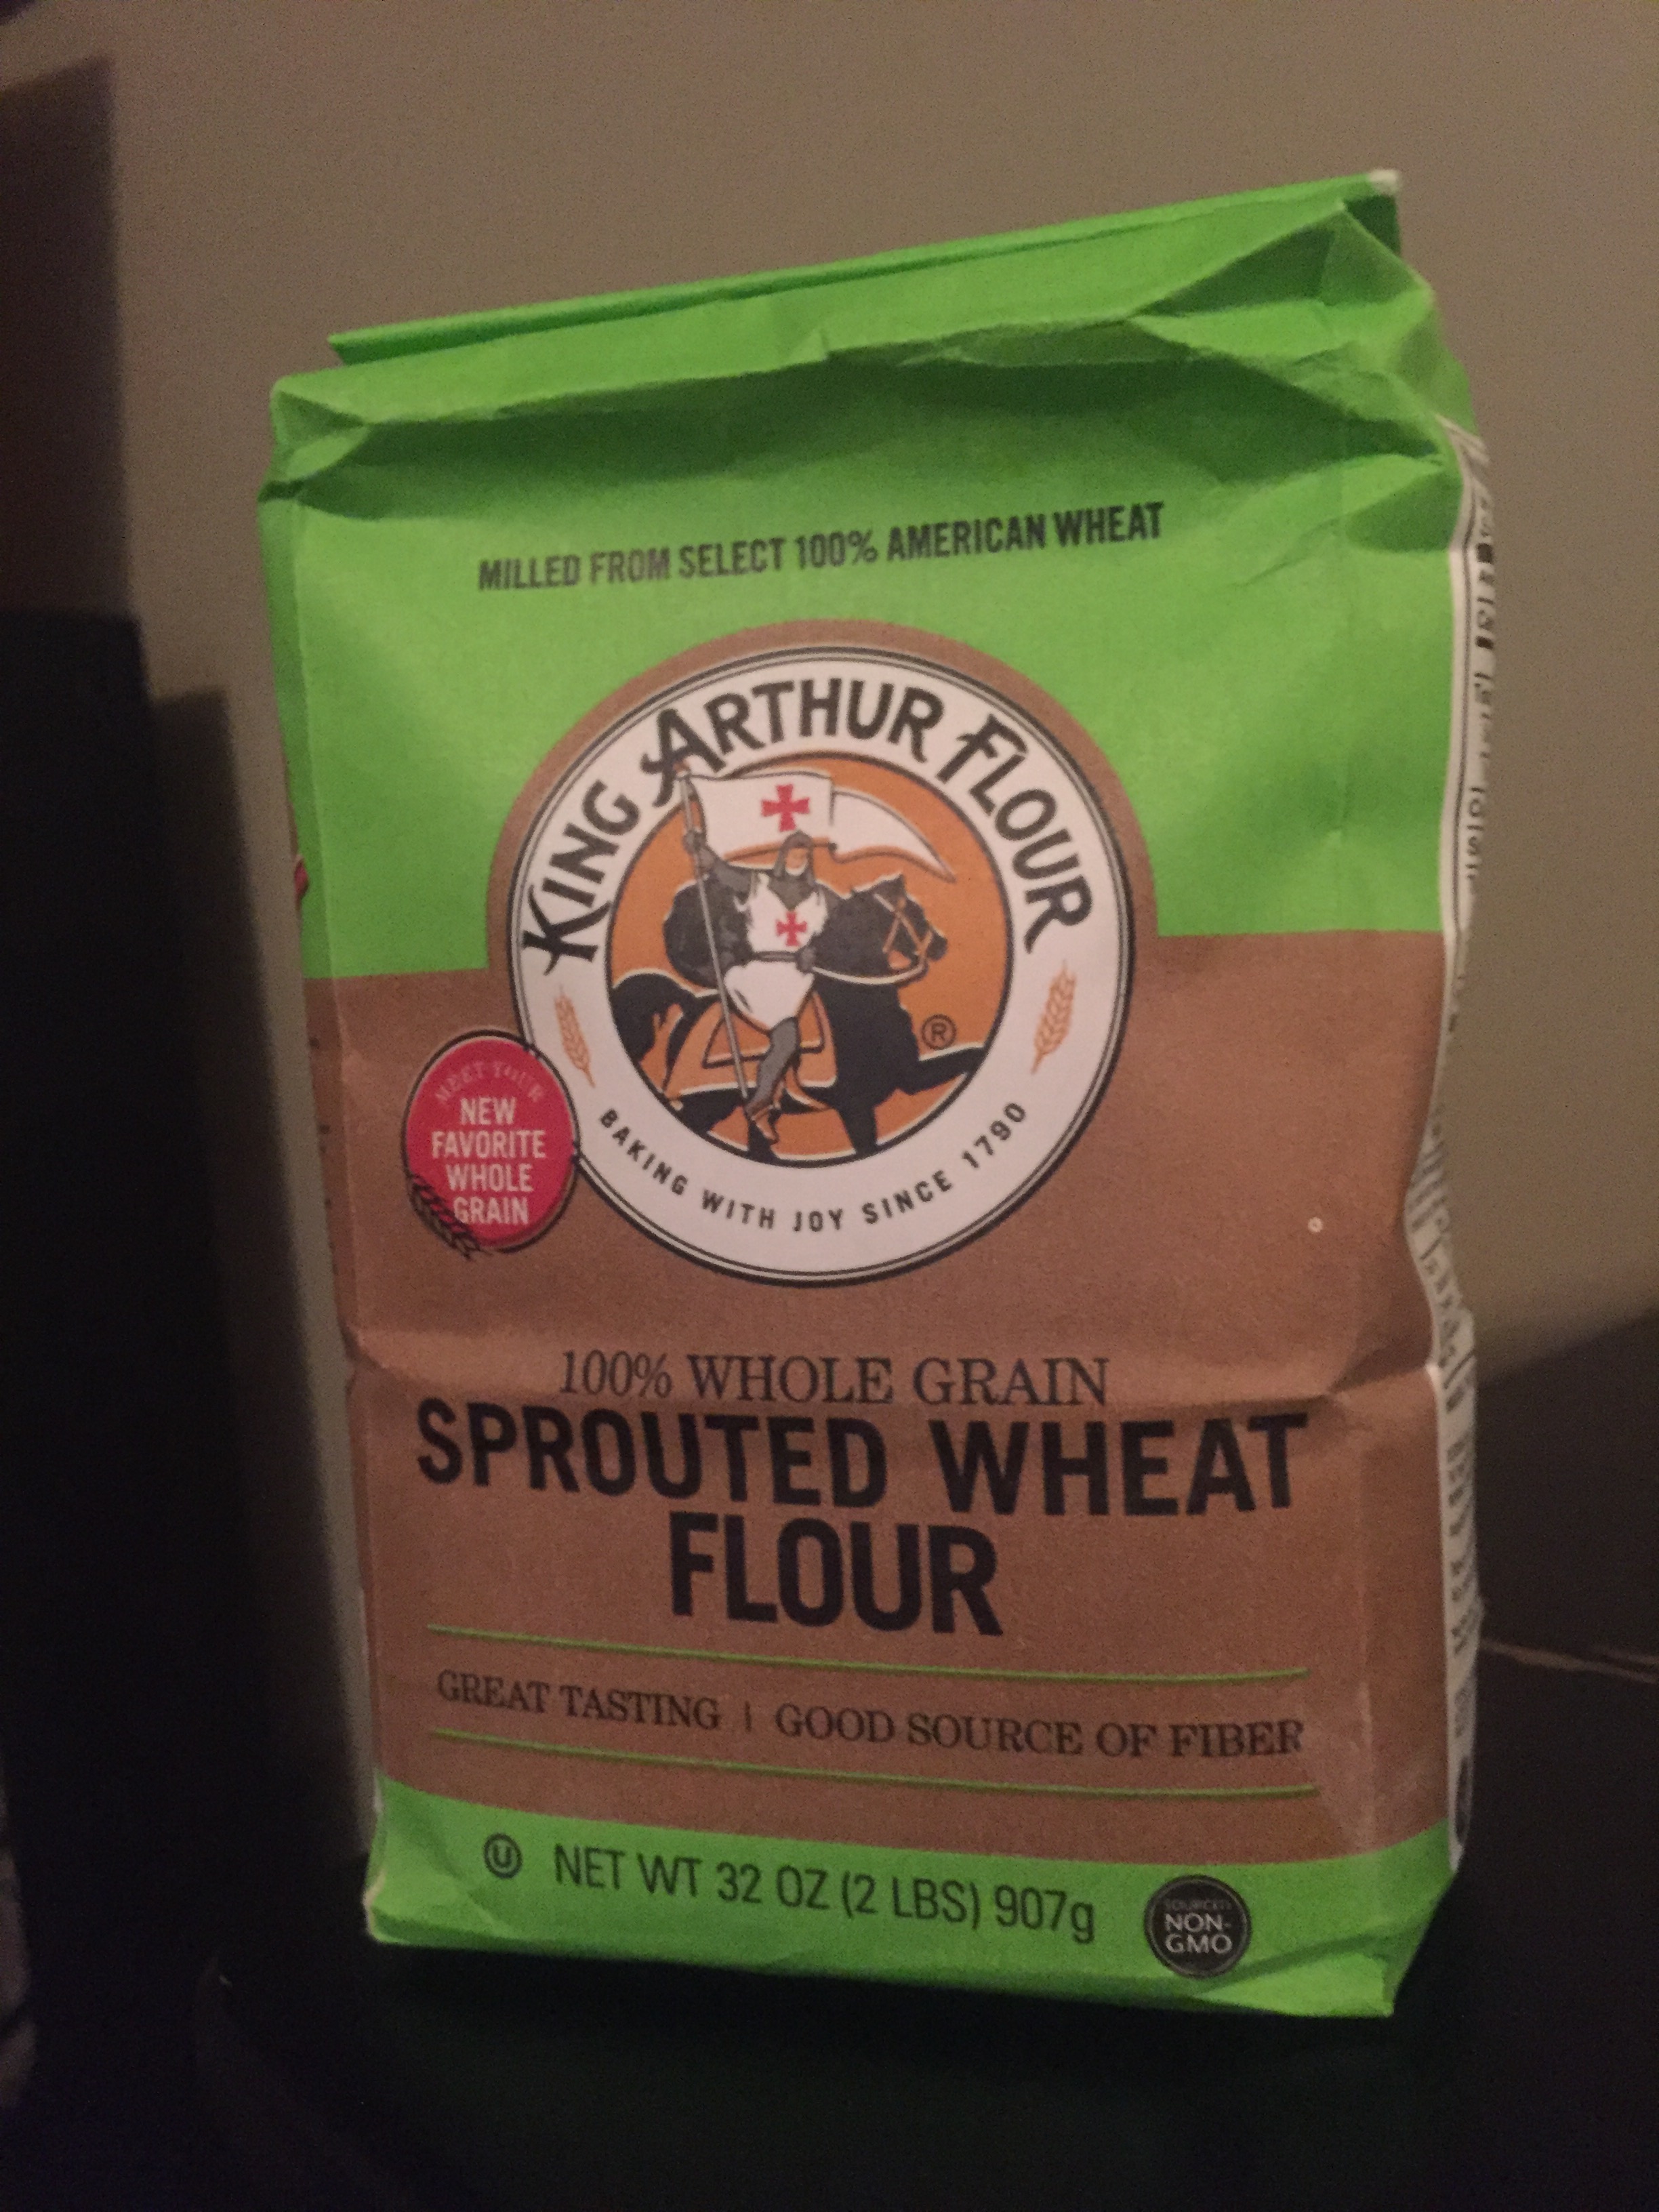 MILLED FROM SELECT 100% AMERICAN WHEAT
KING ARTHUR FLOUR
®
BAKING WITH JOY SINCE 1790
MEET YOUR
NEW
FAVORITE
WHOLE
GRAIN
100% WHOLE GRAIN
SPROUTED WHEAT
FLOUR
GREAT TASTING | GOOD SOURCE OF FIBER
U NET WT 32 OZ (2 LBS) 907g
SOURCED
NON-
GMO